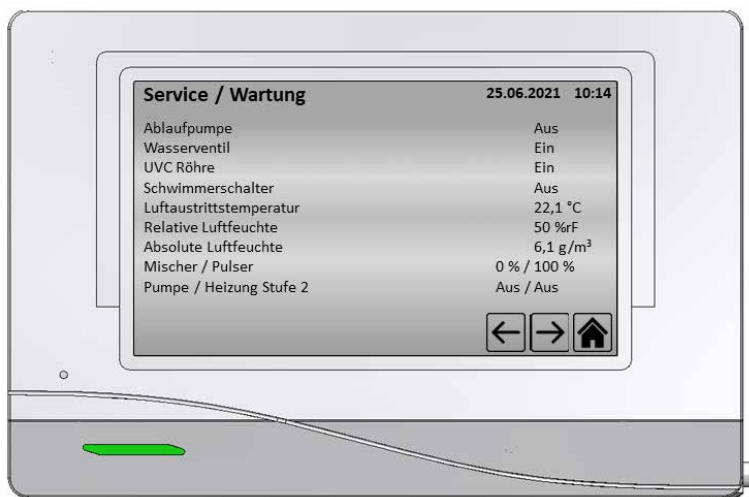 Service / Wartung 25.06.2021 10:14
Ablaufpumpe Aus
Wasserventil Ein
UVC Röhre Ein
Schwimmerschalter Aus
Luftaustrittstemperatur 22,1 °C
Relative Luftfeuchte 50 %rF
Absolute Luftfeuchte 6,1 g/m³
Mischer / Pulser 0 % / 100 %
Pumpe / Heizung Stufe 2 Aus / Aus